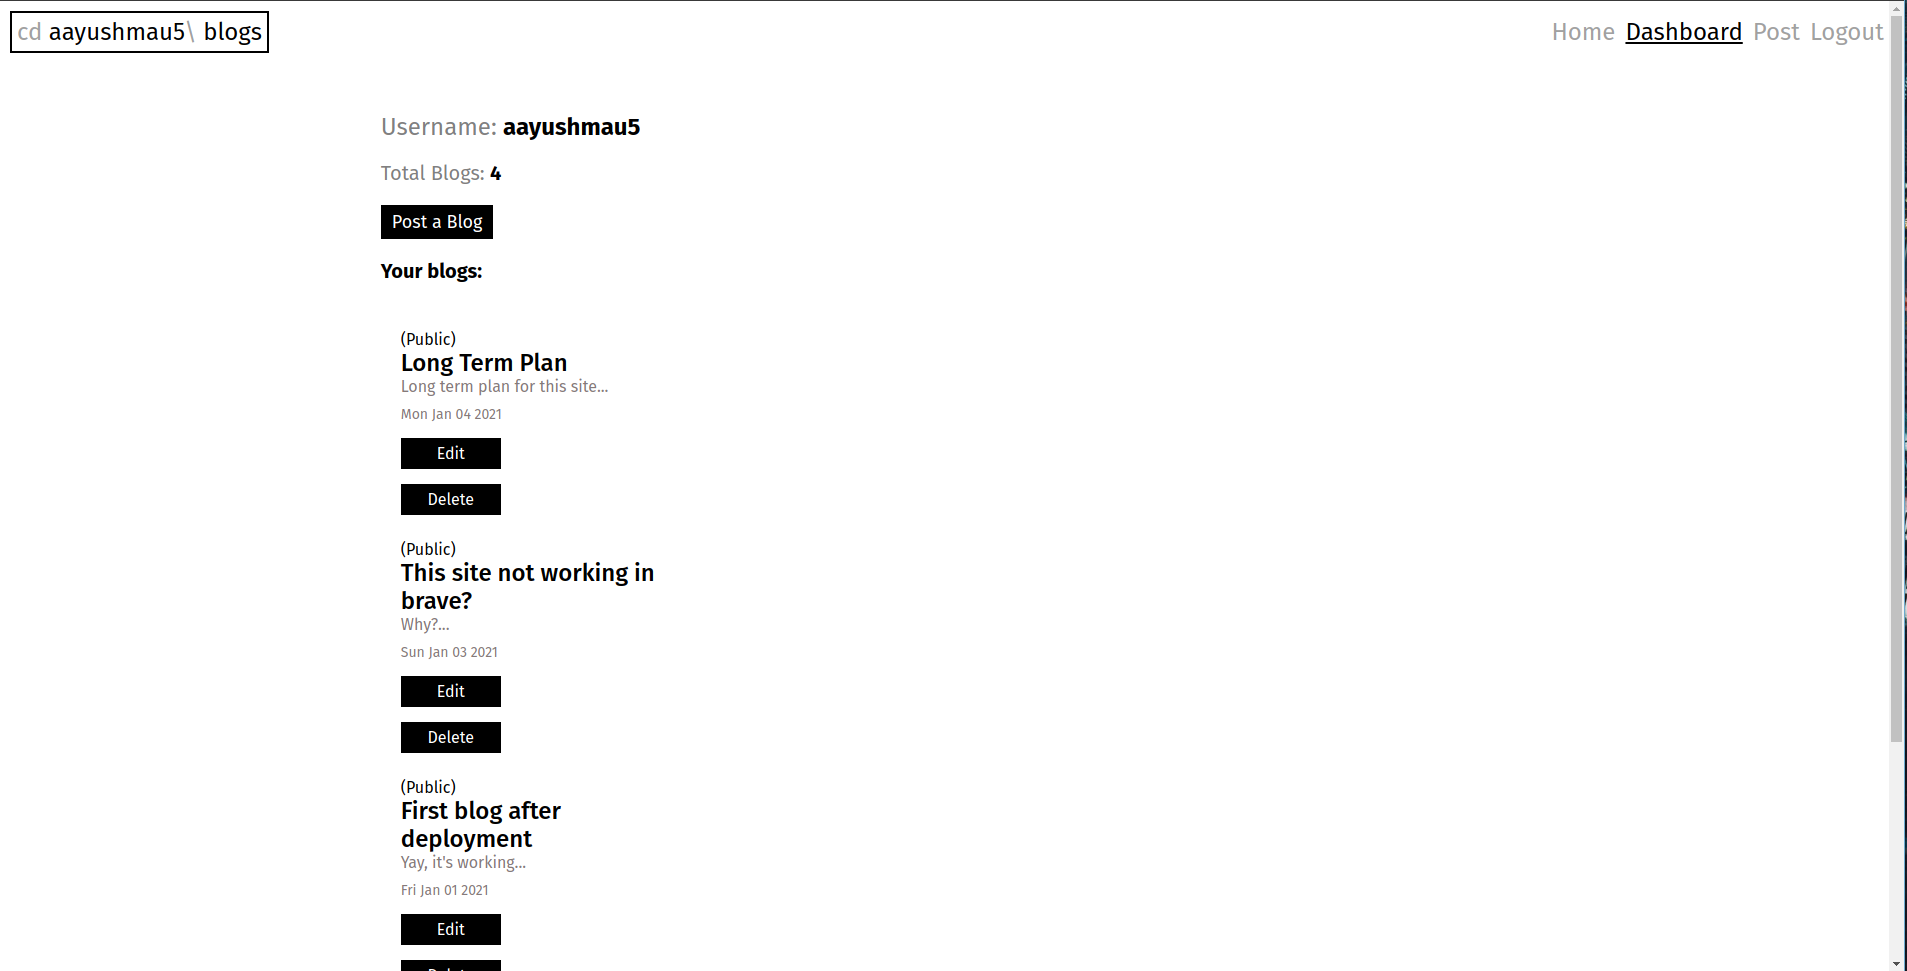 cd aayushmau5\ blogs
Home Dashboard Post Logout
Username: aayushmau5
Total Blogs: 4
Post a Blog
Your blogs:
(Public)
Long Term Plan
Long term plan for this site...
Mon Jan 04 2021
Edit
Delete
(Public)
This site not working in
brave?
Why?...
Sun Jan 03 2021
Edit
Delete
(Public)
First blog after
deployment
Yay, it's working...
Fri Jan 01 2021
Edit